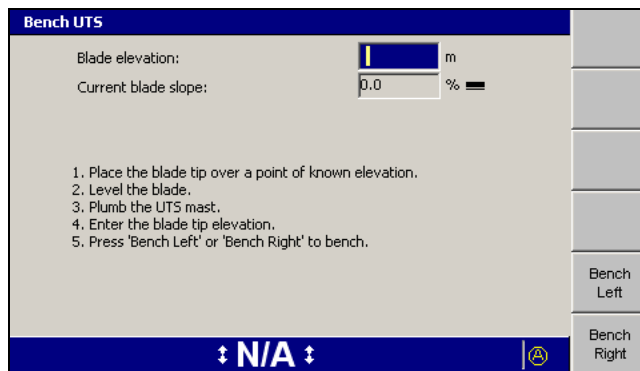 Bench UTS
Blade elevation: m
Current blade slope: 0.0 %
1. Place the blade tip over a point of known elevation.
2. Level the blade.
3. Plumb the UTS mast.
4. Enter the blade tip elevation.
5. Press 'Bench Left' or 'Bench Right' to bench.
Bench
Left
Bench
Right
↕ N/A ↕
A